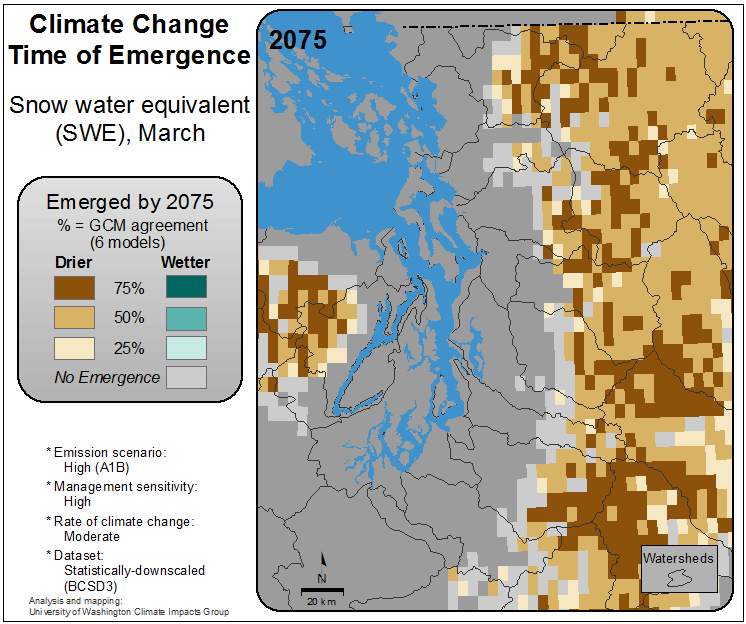 Climate Change
Time of Emergence
Snow water equivalent
(SWE), March
Emerged by 2075
% = GCM agreement
(6 models)
Drier Wetter
75%
50%
25%
No Emergence
* Emission scenario:
High (A1B)
* Management sensitivity:
High
* Rate of climate change:
Moderate
* Dataset:
Statistically-downscaled
(BCSD3)
Analysis and mapping:
University of Washington Climate Impacts Group
2075
N
20 km
Watersheds